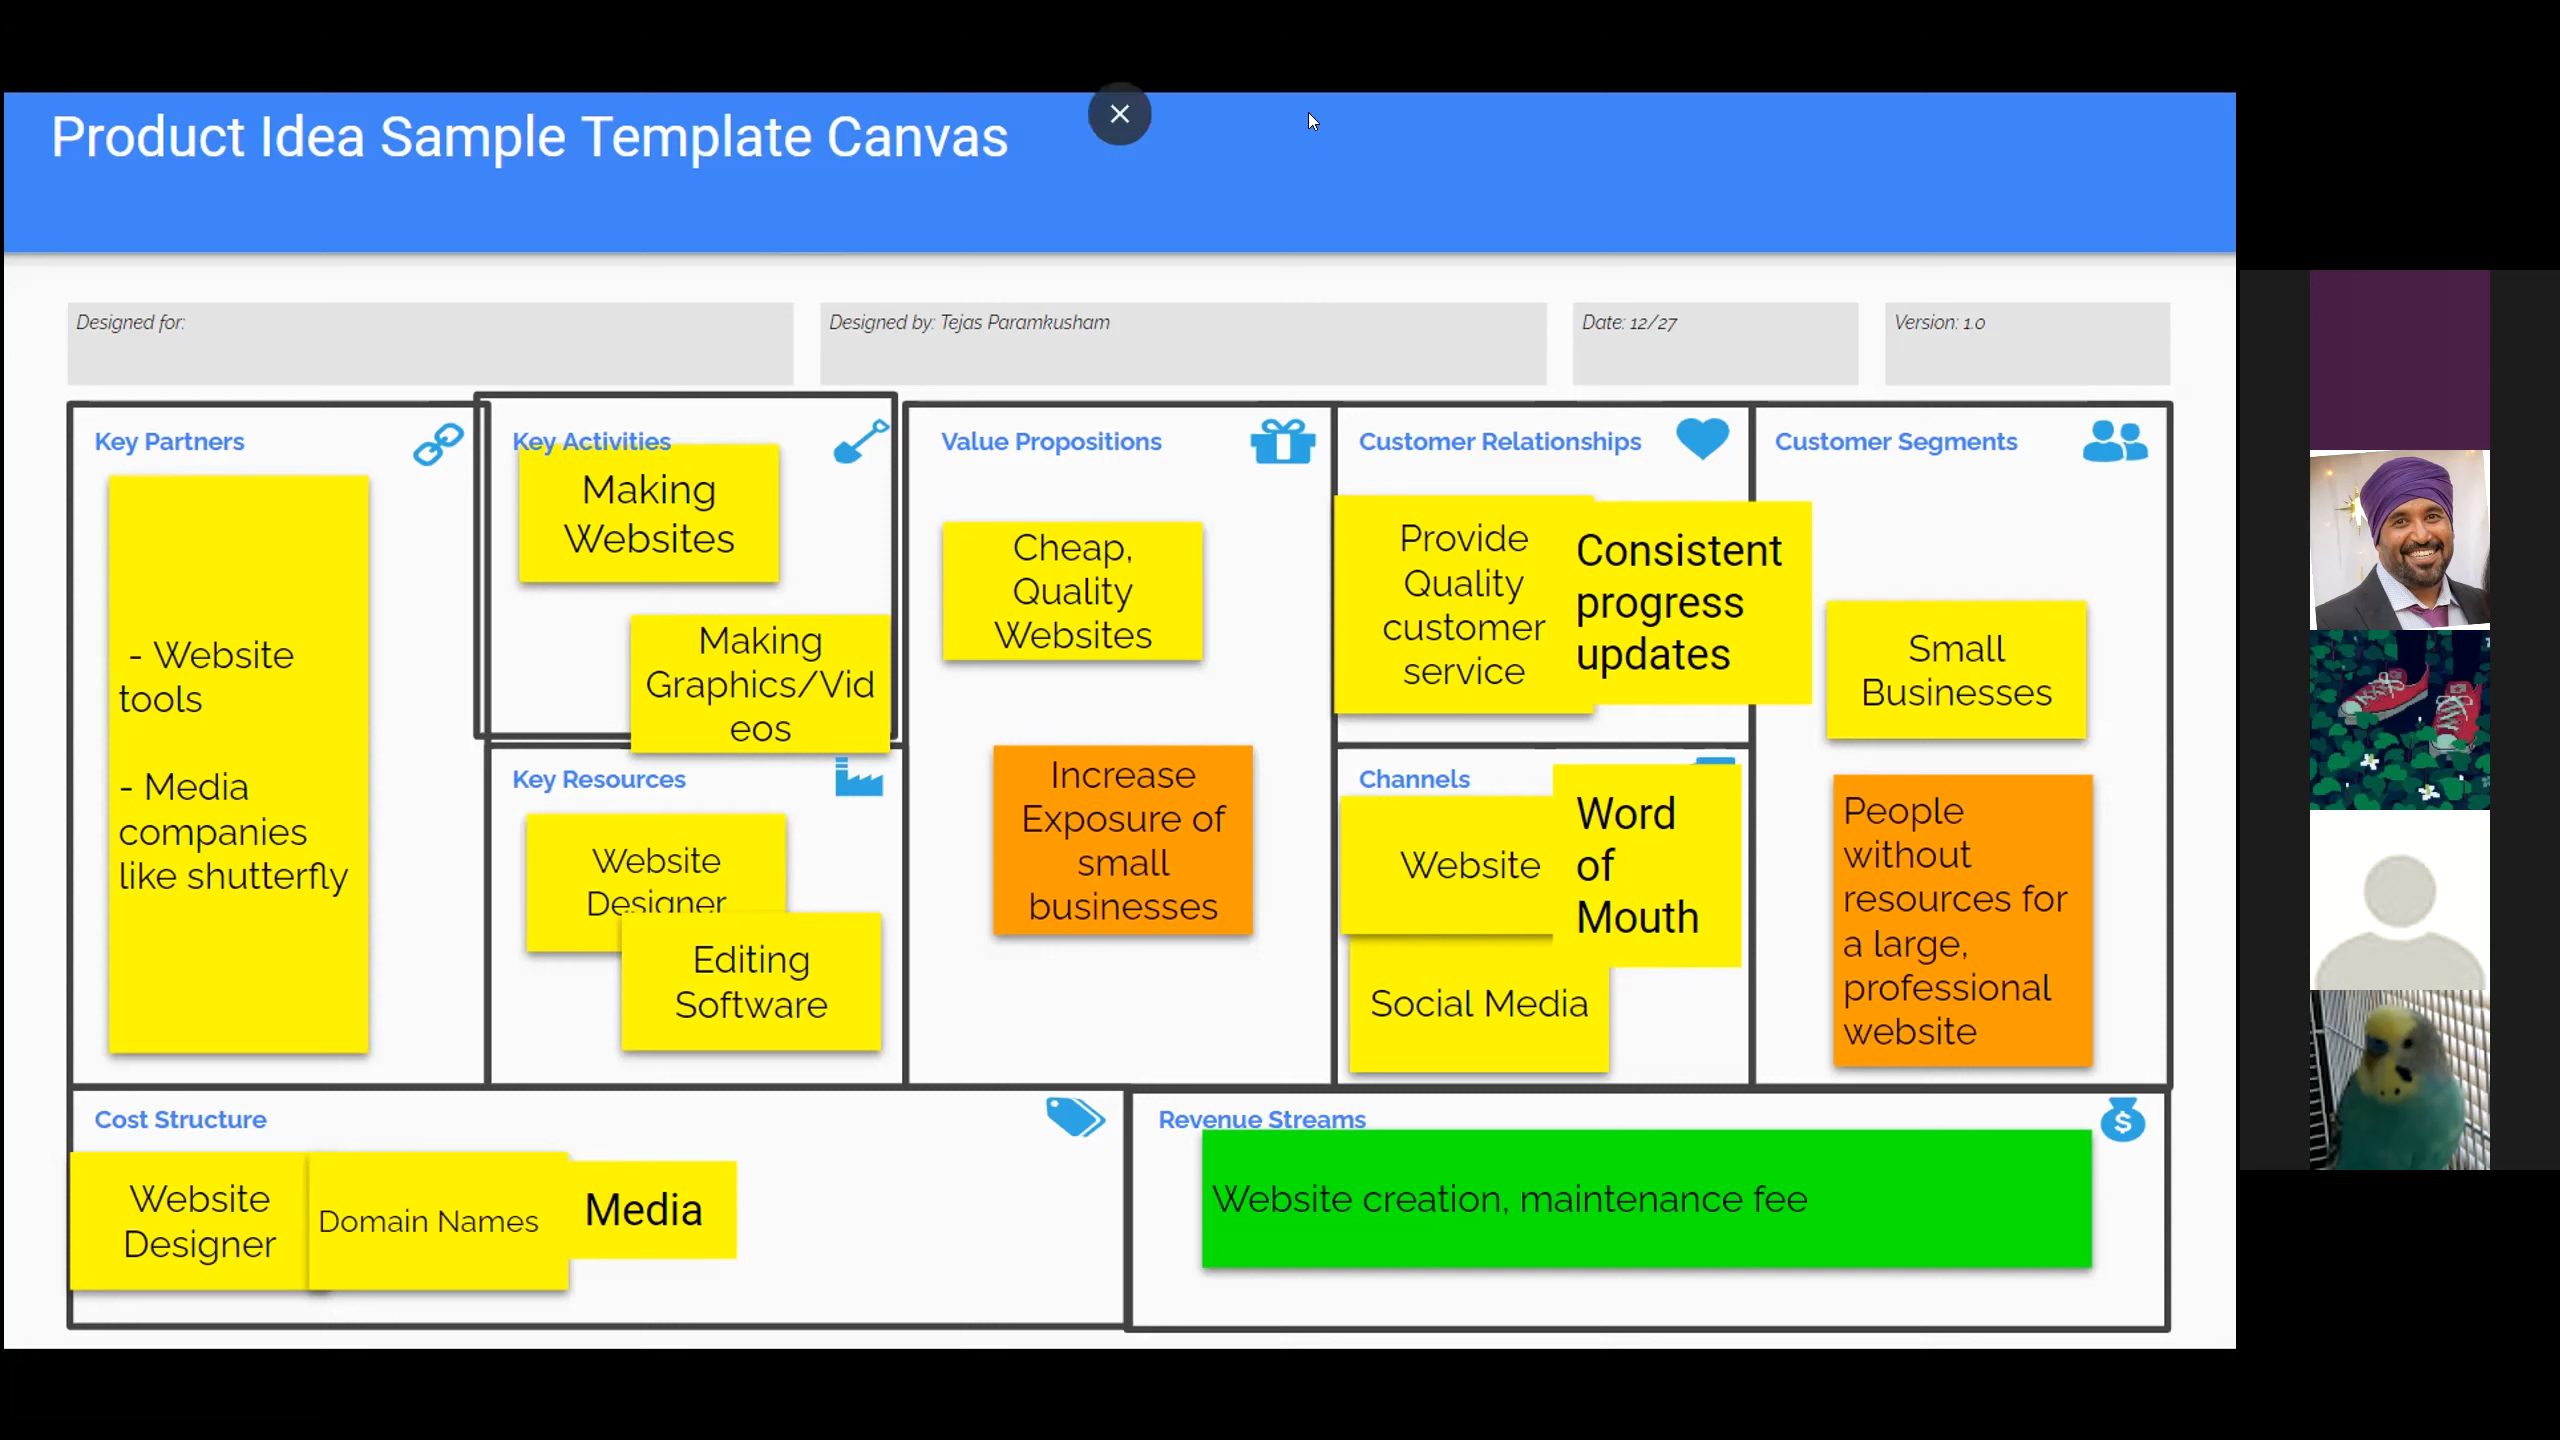 Product Idea Sample Template Canvas
Designed for:
Designed by: Tejas Paramkusham
Date: 12/27
Version: 1.0
Key Partners
- Website
tools
- Media
companies
like shutterfly
Key Activities
Making
Websites
Making
Graphics/Vid
eos
Key Resources
Website
Designer
Editing
Software
Value Propositions
Cheap,
Quality
Websites
Increase
Exposure of
small
businesses
Customer Relationships
Provide
Quality
customer
service
Consistent
progress
updates
Channels
Website
Word
of
Mouth
Social Media
Customer Segments
Small
Businesses
People
without
resources for
a large,
professional
website
Cost Structure
Website
Designer
Domain Names
Media
Revenue Streams
$
Website creation, maintenance fee